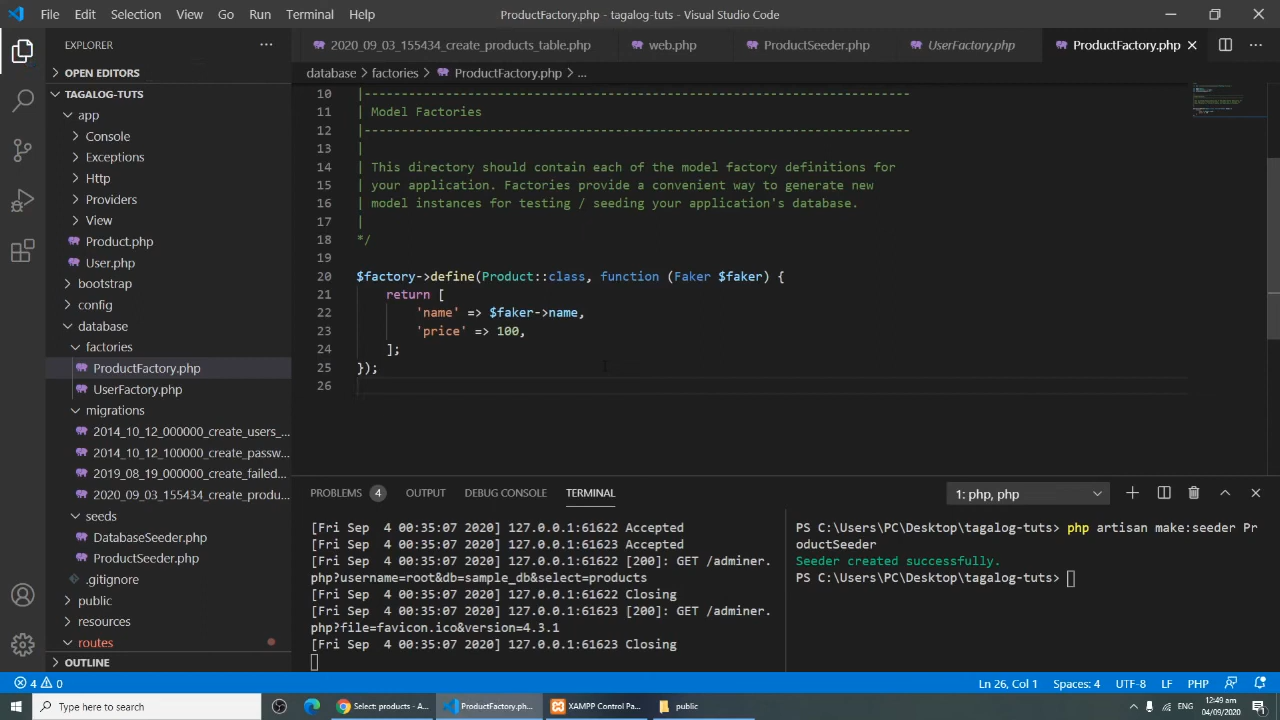 File Edit Selection View Go Run Terminal Help ProductFactory.php - tagalog-tuts - Visual Studio Code
EXPLORER
2020_09_03_155434_create_products_table.php web.php ProductSeeder.php UserFactory.php ProductFactory.php
OPEN EDITORS
TAGALOG-TUTS
app
Console
Exceptions
Http
Providers
View
Product.php
User.php
bootstrap
config
database
factories
ProductFactory.php
UserFactory.php
migrations
2014_10_12_000000_create_users_...
2014_10_12_100000_create_passw...
2019_08_19_000000_create_failed...
2020_09_03_155434_create_produ...
seeds
DatabaseSeeder.php
ProductSeeder.php
.gitignore
public
resources
routes
OUTLINE
database > factories > ProductFactory.php > ...
10 |--------------------------------------------------------------------------
11 | Model Factories
12 |--------------------------------------------------------------------------
13 |
14 | This directory should contain each of the model factory definitions for
15 | your application. Factories provide a convenient way to generate new
16 | model instances for testing / seeding your application's database.
17 |
18 */
19
20 $factory->define(Product::class, function (Faker $faker) {
21 return [
22 'name' => $faker->name,
23 'price' => 100,
24 ];
25 });
26
PROBLEMS 4 OUTPUT DEBUG CONSOLE TERMINAL 1: php, php
[Fri Sep  4 00:35:07 2020] 127.0.0.1:61622 Accepted
[Fri Sep  4 00:35:07 2020] 127.0.0.1:61623 Accepted
[Fri Sep  4 00:35:07 2020] 127.0.0.1:61622 [200]: GET /adminer.
php?username=root&db=sample_db&select=products
[Fri Sep  4 00:35:07 2020] 127.0.0.1:61622 Closing
[Fri Sep  4 00:35:07 2020] 127.0.0.1:61623 [200]: GET /adminer.
php?file=favicon.ico&version=4.3.1
[Fri Sep  4 00:35:07 2020] 127.0.0.1:61623 Closing
PS C:\Users\PC\Desktop\tagalog-tuts> php artisan make:seeder Pr
oductSeeder
Seeder created successfully.
PS C:\Users\PC\Desktop\tagalog-tuts>
4 0 Ln 26, Col 1 Spaces: 4 UTF-8 LF PHP
Type here to search Select: products - A... ProductFactory.ph... XAMPP Control Pa... public ENG 12:49 am
04/09/2020 1